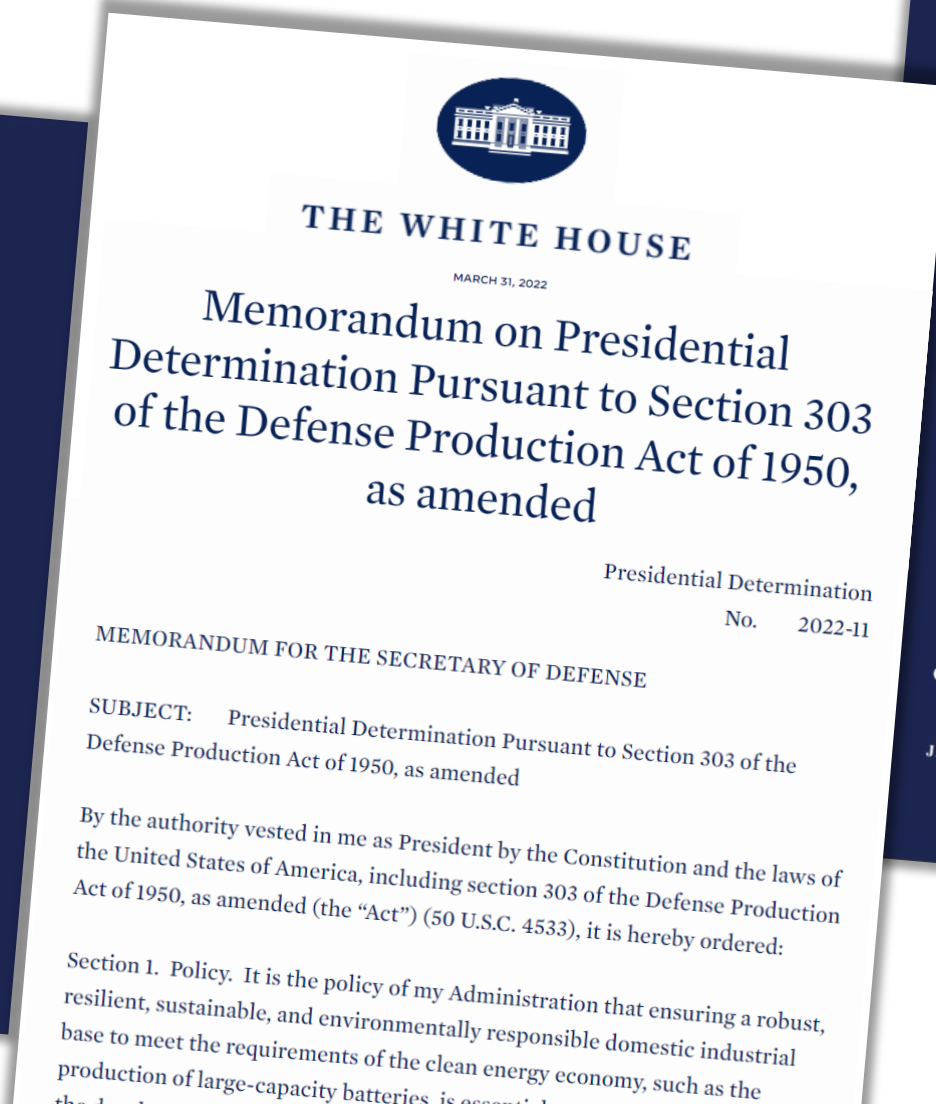 THE WHITE HOUSE
MARCH 31, 2022
Memorandum on Presidential
Determination Pursuant to Section 303
of the Defense Production Act of 1950,
as amended
Presidential Determination
No. 2022-11
MEMORANDUM FOR THE SECRETARY OF DEFENSE
SUBJECT: Presidential Determination Pursuant to Section 303 of the
Defense Production Act of 1950, as amended
By the authority vested in me as President by the Constitution and the laws of
the United States of America, including section 303 of the Defense Production
Act of 1950, as amended (the “Act”) (50 U.S.C. 4533), it is hereby ordered:
Section 1. Policy. It is the policy of my Administration that ensuring a robust,
resilient, sustainable, and environmentally responsible domestic industrial
base to meet the requirements of the clean energy economy, such as the
production of large-capacity batteries, is